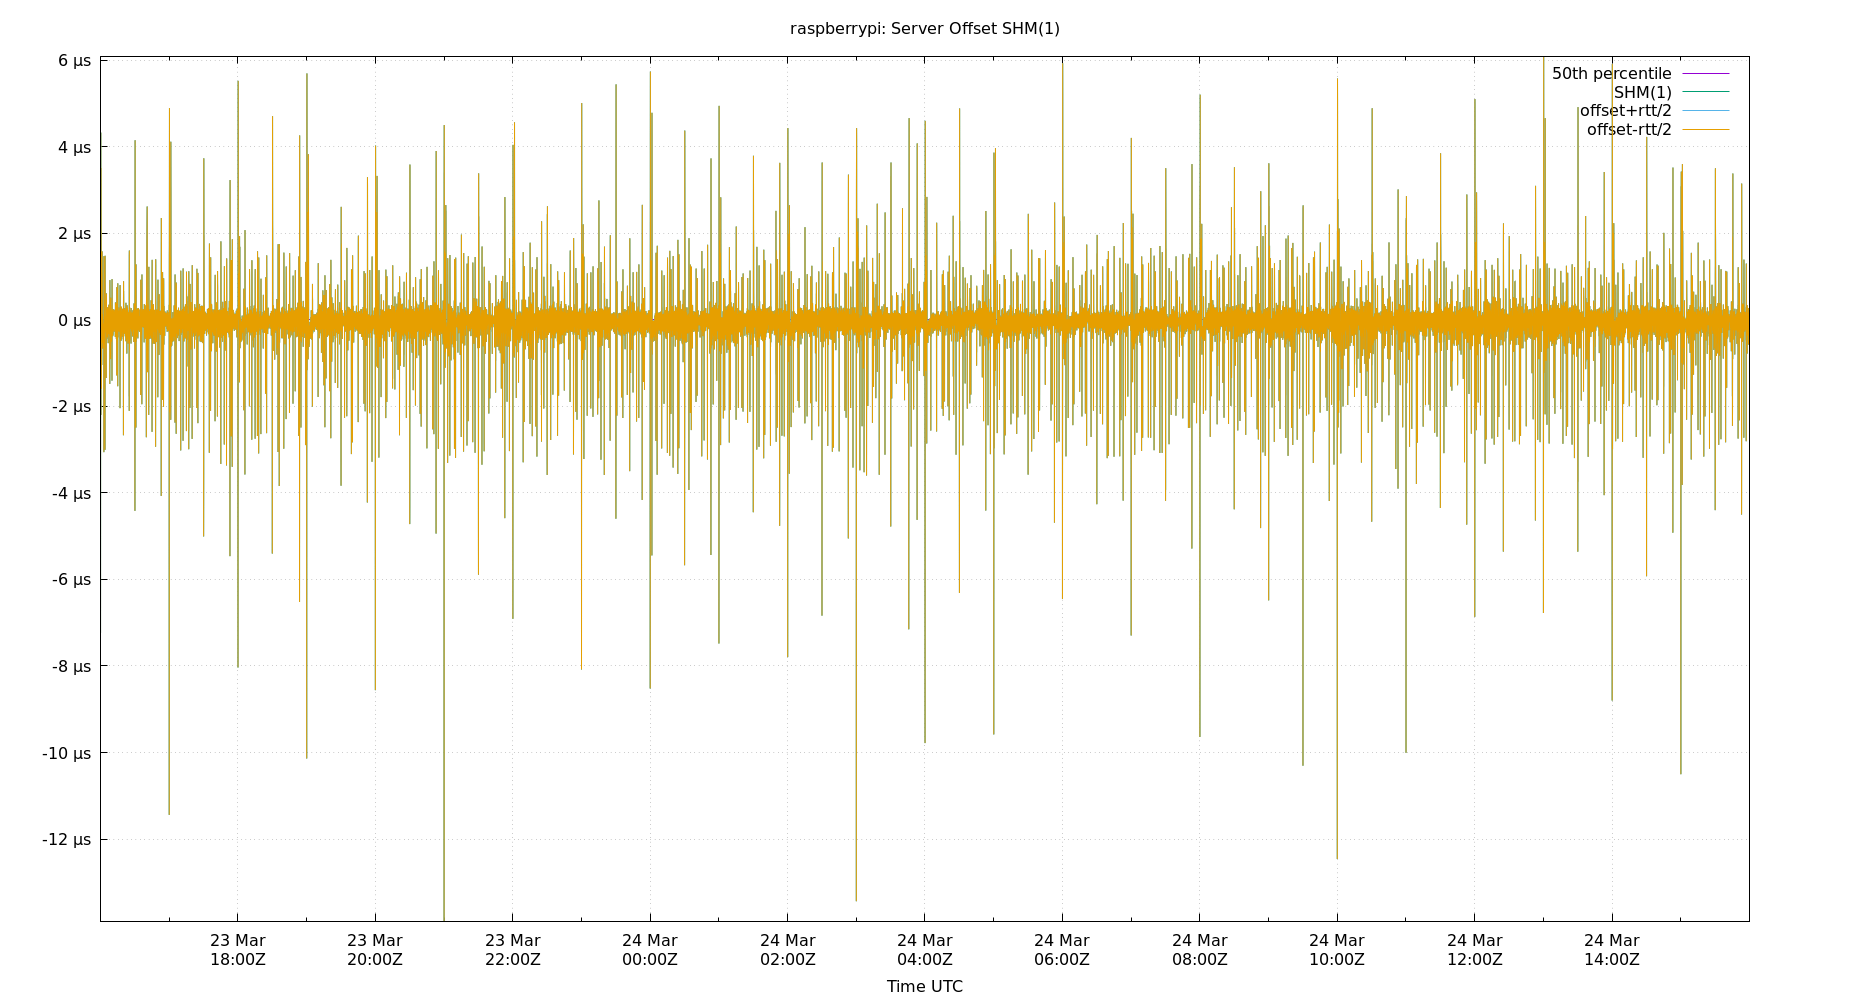 raspberrypi: Server Offset SHM(1)
6 µs
4 µs
2 µs
0 µs
-2 µs
-4 µs
-6 µs
-8 µs
-10 µs
-12 µs
50th percentile
SHM(1)
offset+rtt/2
offset-rtt/2
23 Mar
18:00Z
23 Mar
20:00Z
23 Mar
22:00Z
24 Mar
00:00Z
24 Mar
02:00Z
24 Mar
04:00Z
24 Mar
06:00Z
24 Mar
08:00Z
24 Mar
10:00Z
24 Mar
12:00Z
24 Mar
14:00Z
Time UTC